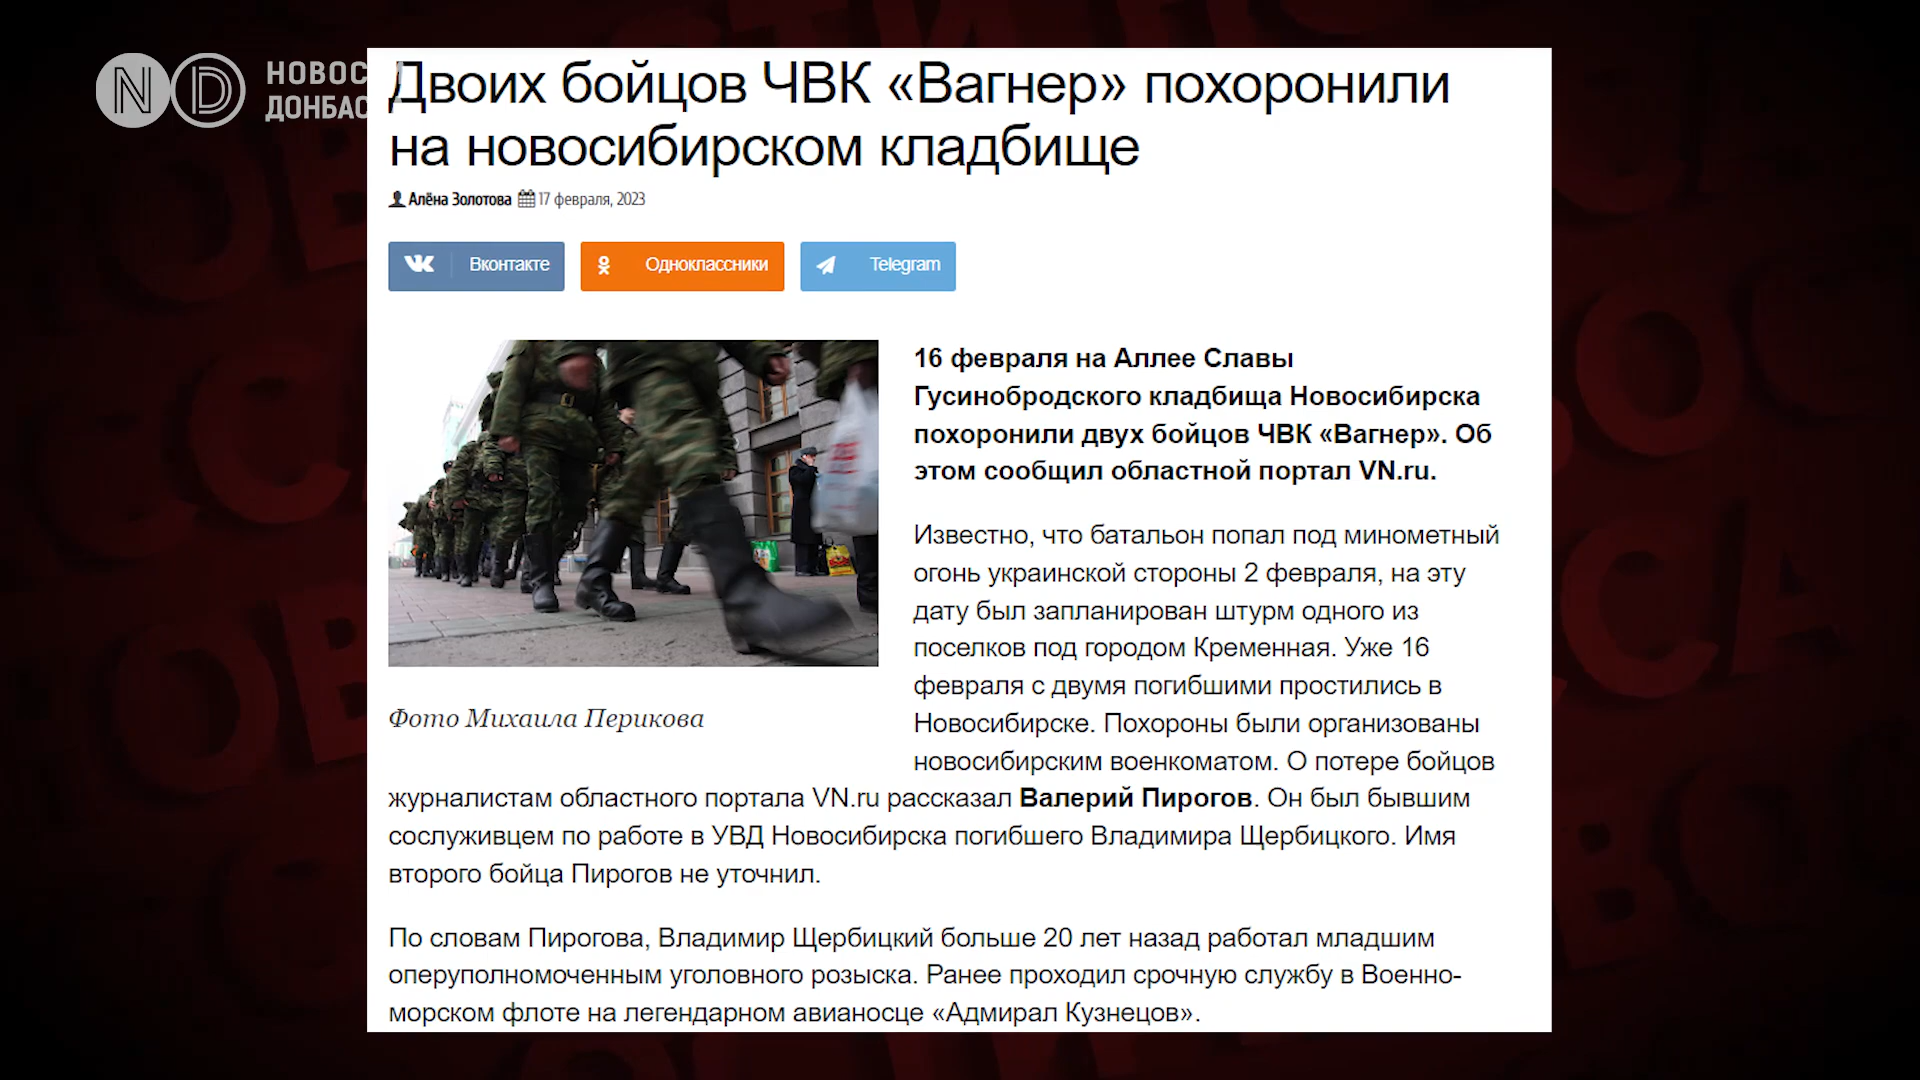 ND
НОВОС
ДОНБАС
Двоих бойцов ЧВК «Вагнер» похоронили
на новосибирском кладбище
Алёна Золотова 17 февраля, 2023
Вконтакте Одноклассники Telegram
16 февраля на Аллее Славы
Гусинобродского кладбища Новосибирска
похоронили двух бойцов ЧВК «Вагнер». Об
этом сообщил областной портал VN.ru.
Известно, что батальон попал под минометный
огонь украинской стороны 2 февраля, на эту
дату был запланирован штурм одного из
поселков под городом Кременная. Уже 16
февраля с двумя погибшими простились в
Новосибирске. Похороны были организованы
новосибирским военкоматом. О потере бойцов
Фото Михаила Перикова
журналистам областного портала VN.ru рассказал Валерий Пирогов. Он был бывшим
сослуживцем по работе в УВД Новосибирска погибшего Владимира Щербицкого. Имя
второго бойца Пирогов не уточнил.
По словам Пирогова, Владимир Щербицкий больше 20 лет назад работал младшим
оперуполномоченным уголовного розыска. Ранее проходил срочную службу в Военно-
морском флоте на легендарном авианосце «Адмирал Кузнецов».